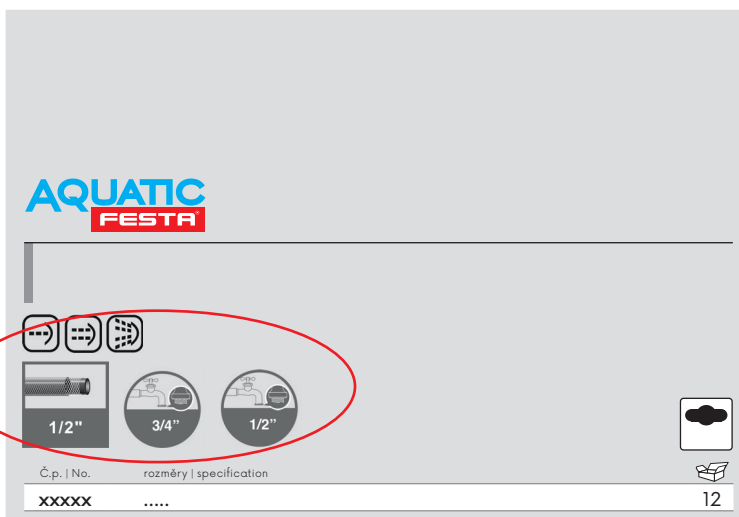 AQUATIC
FESTA®
1/2" 3/4” 1/2”
Č.p. | No. rozměry | specification
xxxxx ..... 12